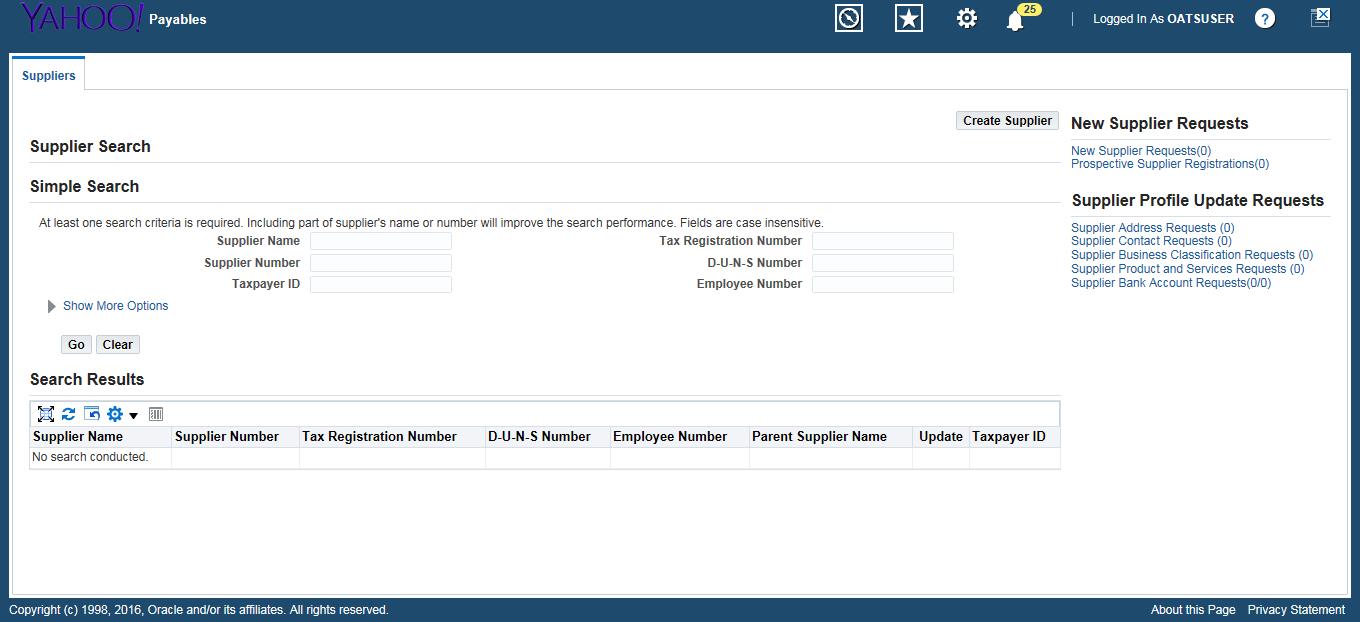 YAHOO! Payables
25
Logged In As OATSUSER
?
Suppliers
Create Supplier
Supplier Search
Simple Search
At least one search criteria is required. Including part of supplier's name or number will improve the search performance. Fields are case insensitive.
Supplier Name
Tax Registration Number
Supplier Number
D-U-N-S Number
Taxpayer ID
Employee Number
Show More Options
Go Clear
Search Results
Supplier Name Supplier Number Tax Registration Number D-U-N-S Number Employee Number Parent Supplier Name Update Taxpayer ID
No search conducted.
New Supplier Requests
New Supplier Requests(0)
Prospective Supplier Registrations(0)
Supplier Profile Update Requests
Supplier Address Requests (0)
Supplier Contact Requests (0)
Supplier Business Classification Requests (0)
Supplier Product and Services Requests (0)
Supplier Bank Account Requests(0/0)
Copyright (c) 1998, 2016, Oracle and/or its affiliates. All rights reserved.
About this Page Privacy Statement